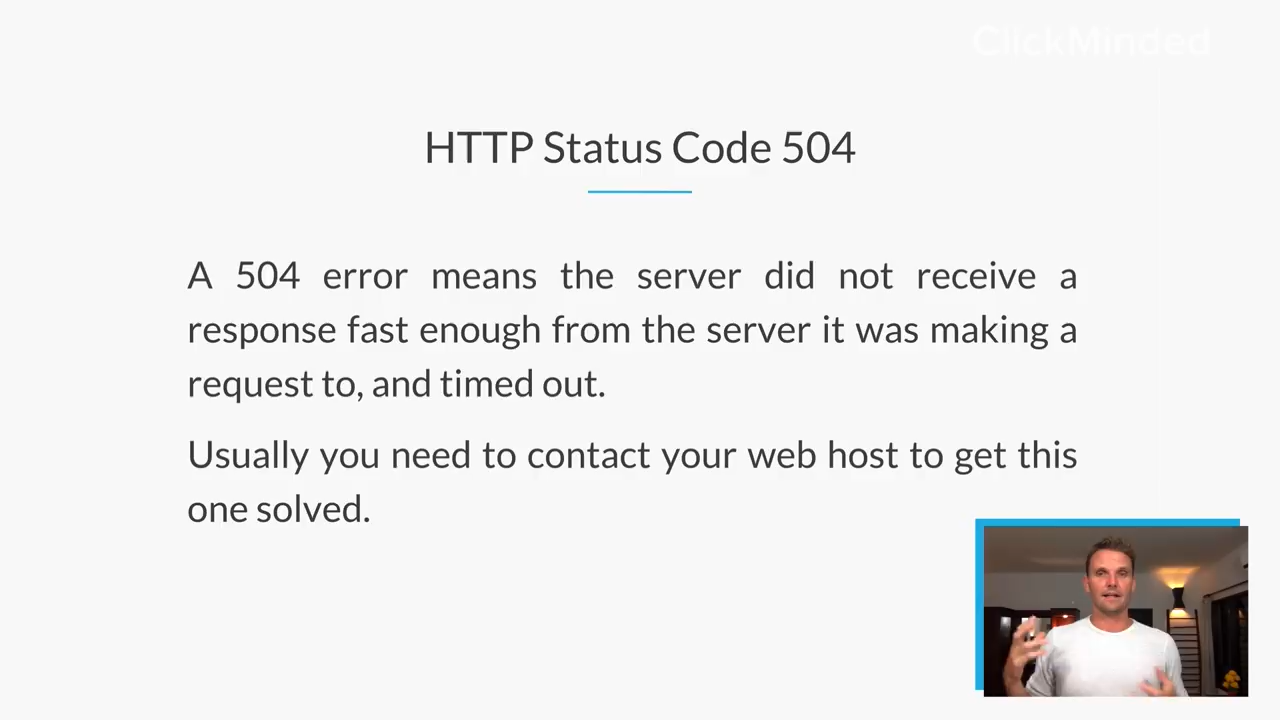 ClickMinded
HTTP Status Code 504
A 504 error means the server did not receive a
response fast enough from the server it was making a
request to, and timed out.
Usually you need to contact your web host to get this
one solved.